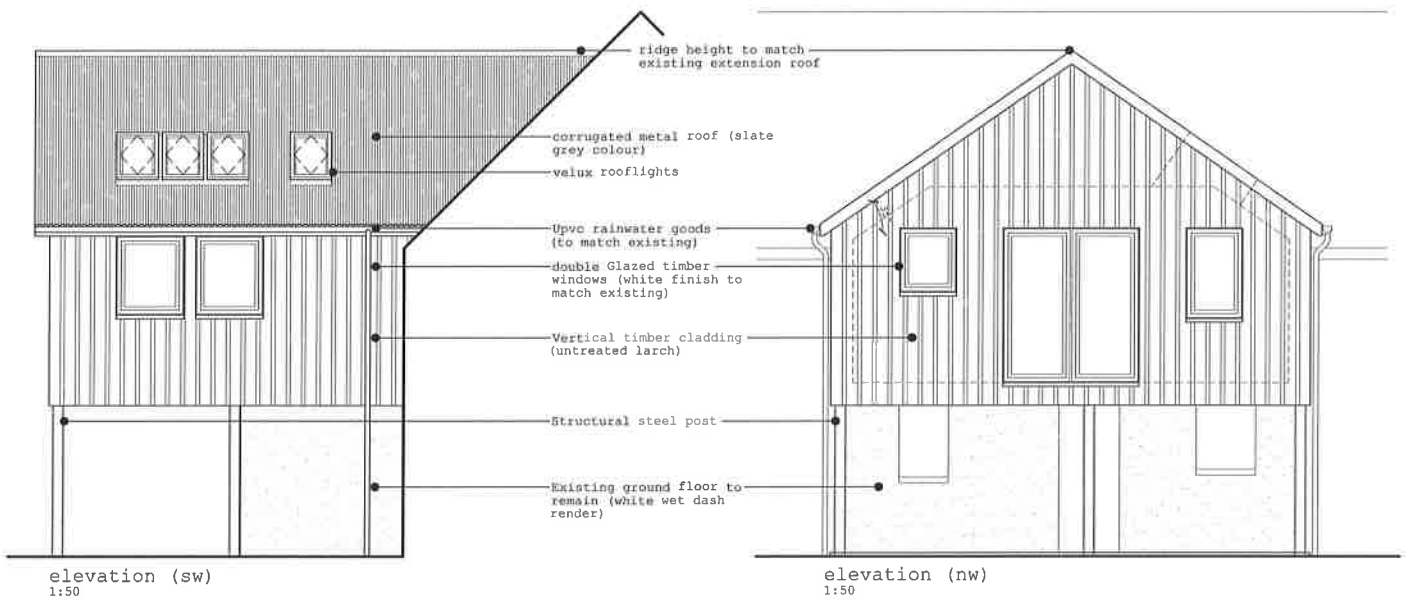 ridge height to match
existing extension roof
corrugated metal roof (slate
grey colour)
velux rooflights
Upvc rainwater goods
(to match existing)
double Glazed timber
windows (white finish to
match existing)
Vertical timber cladding
(untreated larch)
Structural steel post
Existing ground floor to
remain (white wet dash
render)
elevation (sw)
1:50
elevation (nw)
1:50